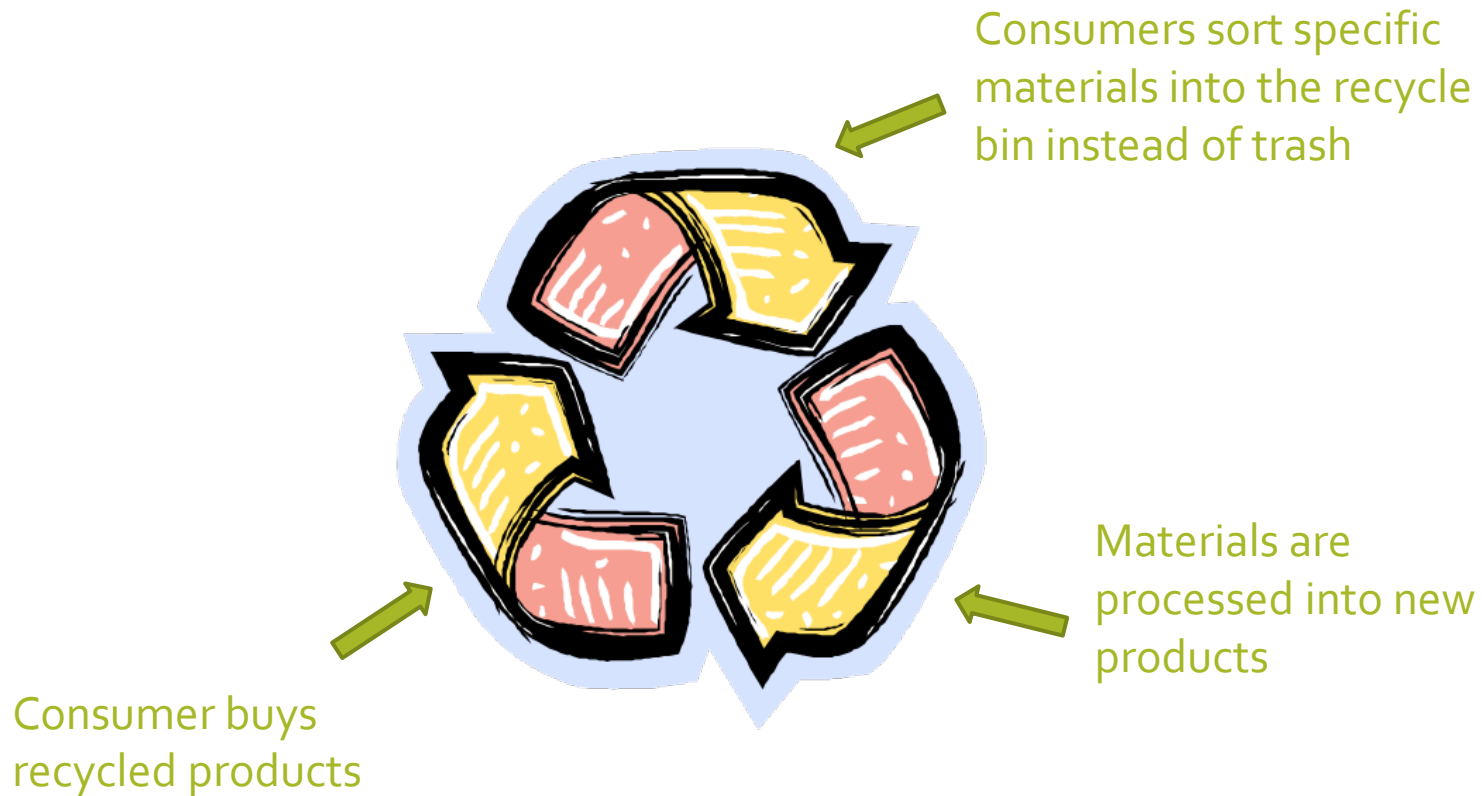 Consumers sort specific
materials into the recycle
bin instead of trash
Materials are
processed into new
products
Consumer buys
recycled products